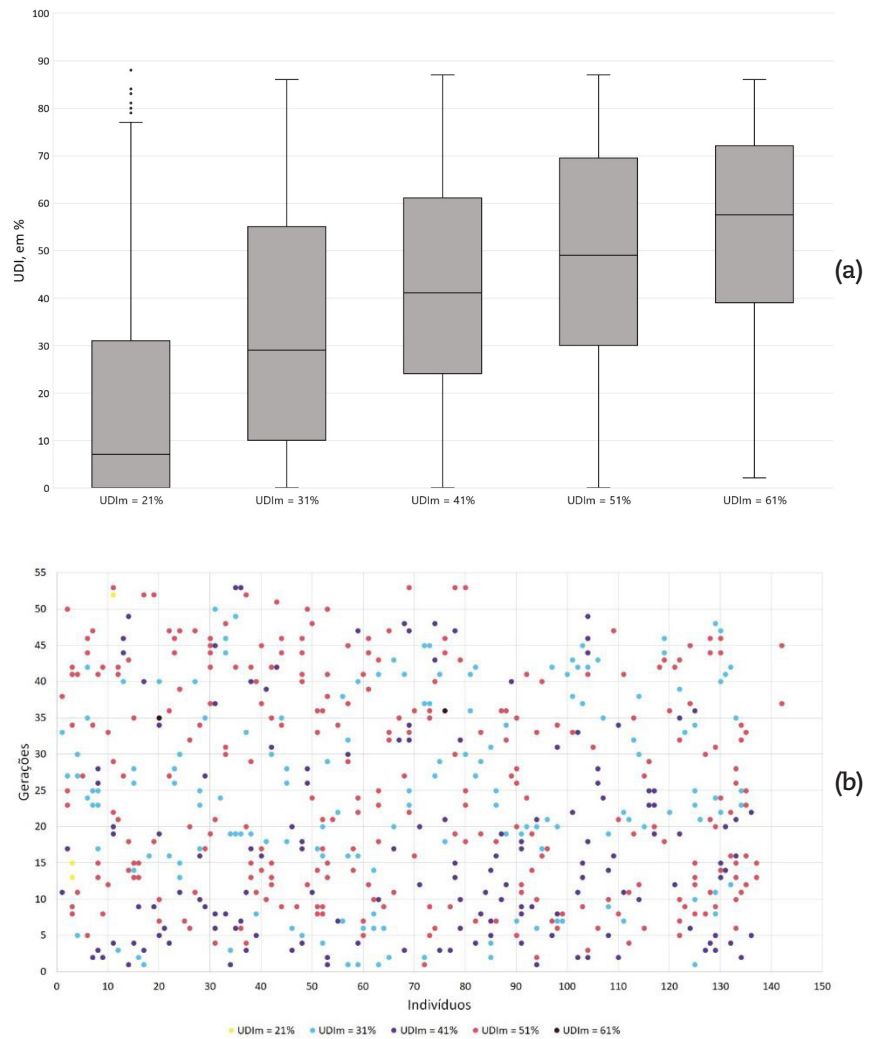 100
90
80
70
60
50
40
30
20
10
0
UDI, em %
UDIm = 21% UDIm = 31% UDIm = 41% UDIm = 51% UDIm = 61%
(a)
55
50
45
40
35
30
25
20
15
10
5
0
Gerações
0 10 20 30 40 50 60 70 80 90 100 110 120 130 140 150
Indivíduos
UDIm = 21% UDIm = 31% UDIm = 41% UDIm = 51% UDIm = 61%
(b)